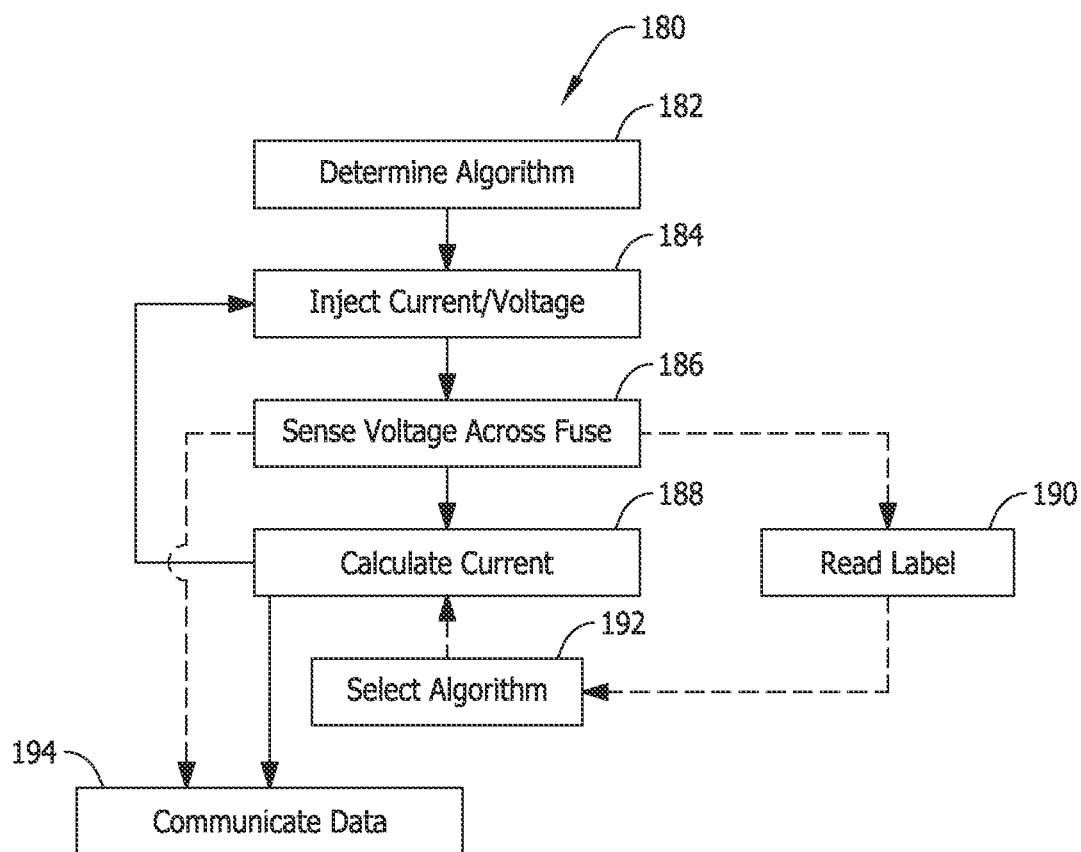 180
182
Determine Algorithm
184
Inject Current/Voltage
186
Sense Voltage Across Fuse
188
Calculate Current
190
Read Label
192
Select Algorithm
194
Communicate Data